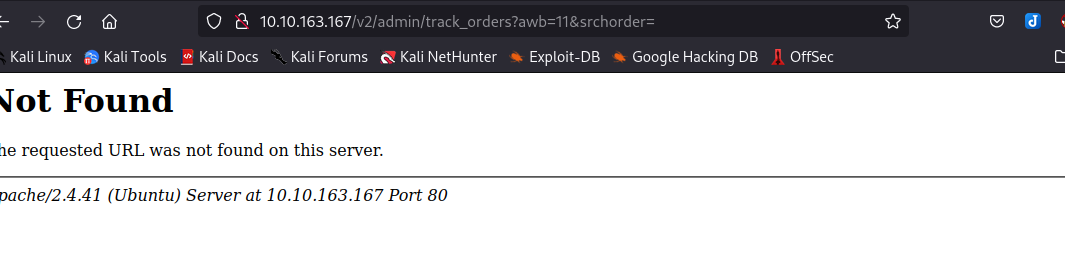 10.10.163.167/v2/admin/track_orders?awb=11&srchorder=
Kali Linux Kali Tools Kali Docs Kali Forums Kali NetHunter Exploit-DB Google Hacking DB OffSec
Not Found
he requested URL was not found on this server.
pache/2.4.41 (Ubuntu) Server at 10.10.163.167 Port 80